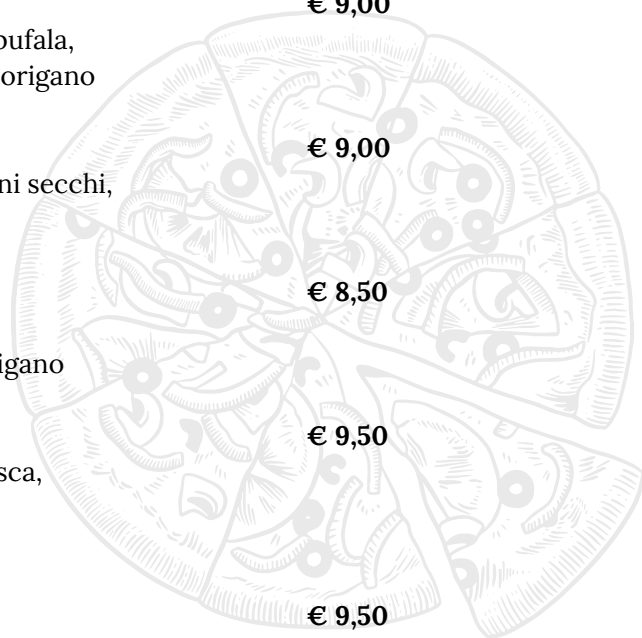 € 9,00
bufala,
origano
€ 9,00
ni secchi,
€ 8,50
igano
€ 9,50
sca,
€ 9,50